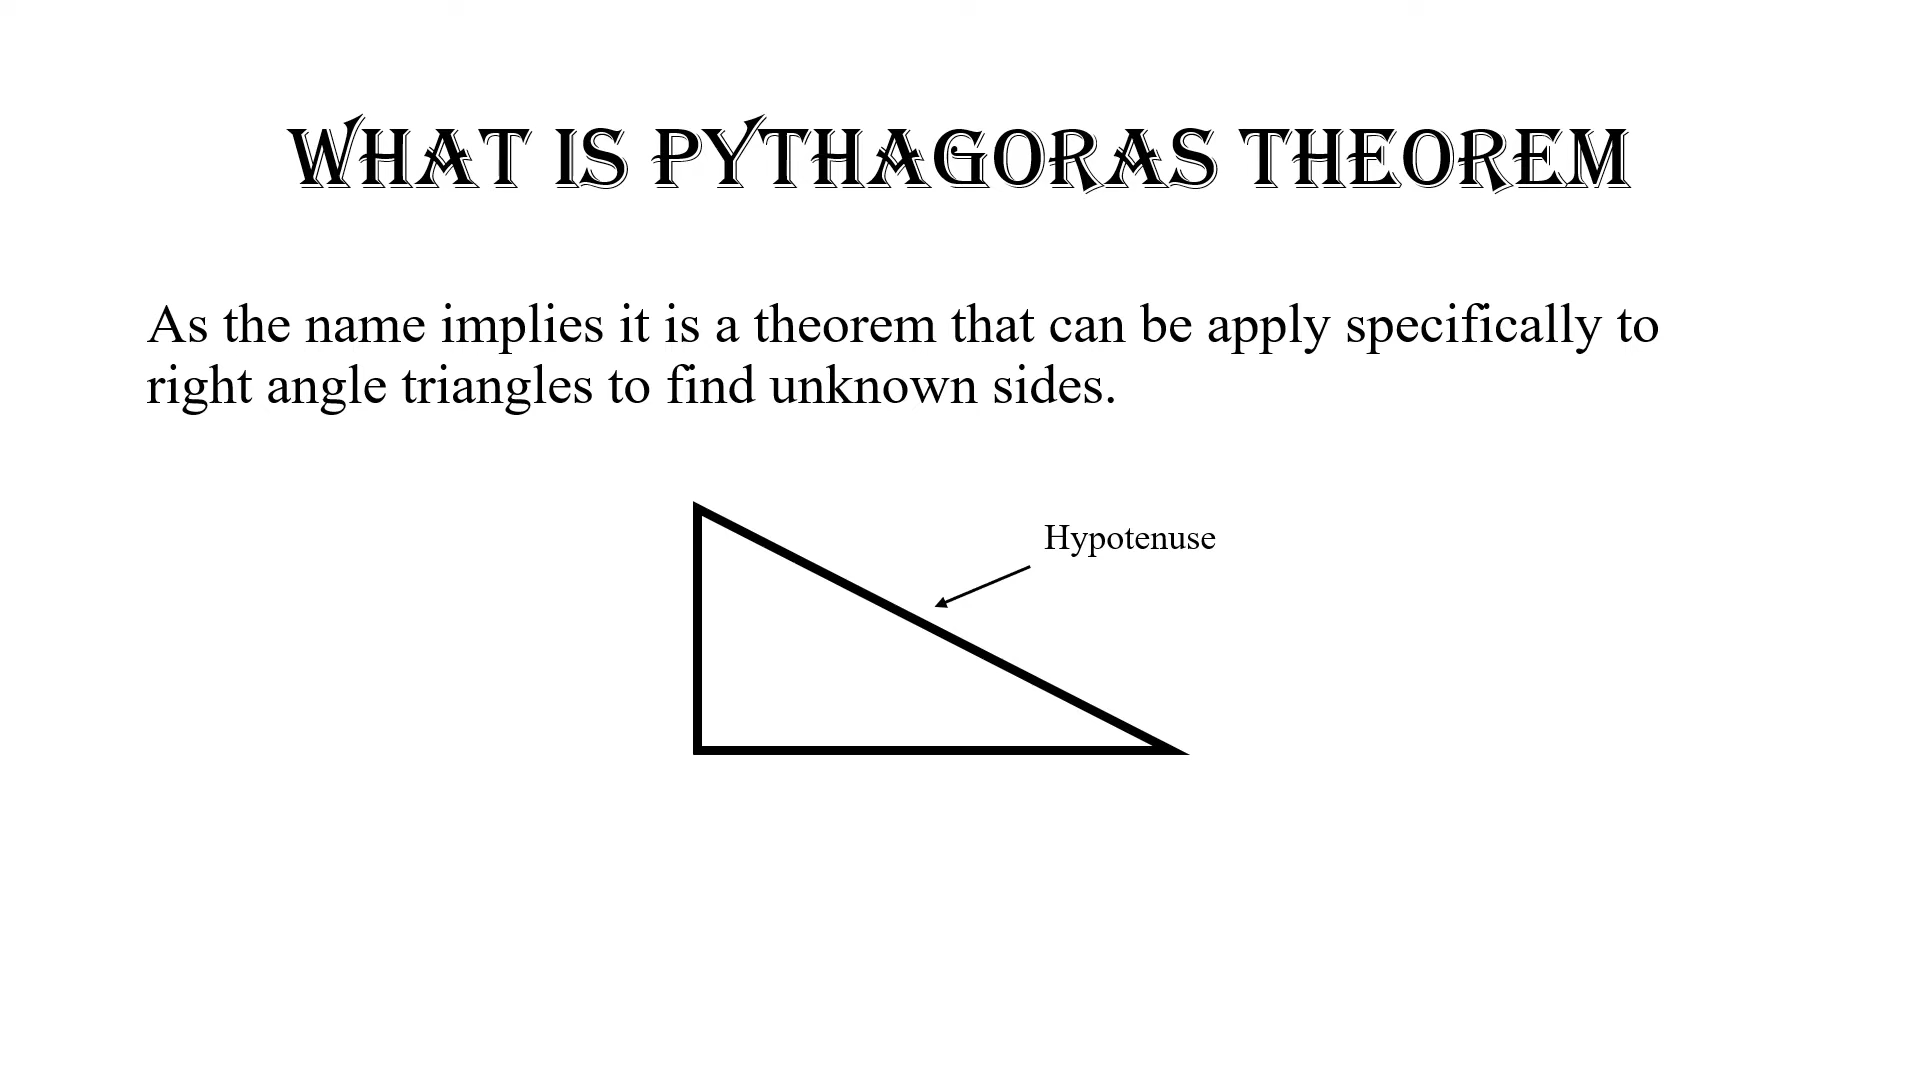 WHAT IS PYTHAGORAS THEOREM
As the name implies it is a theorem that can be apply specifically to
right angle triangles to find unknown sides.
Hypotenuse